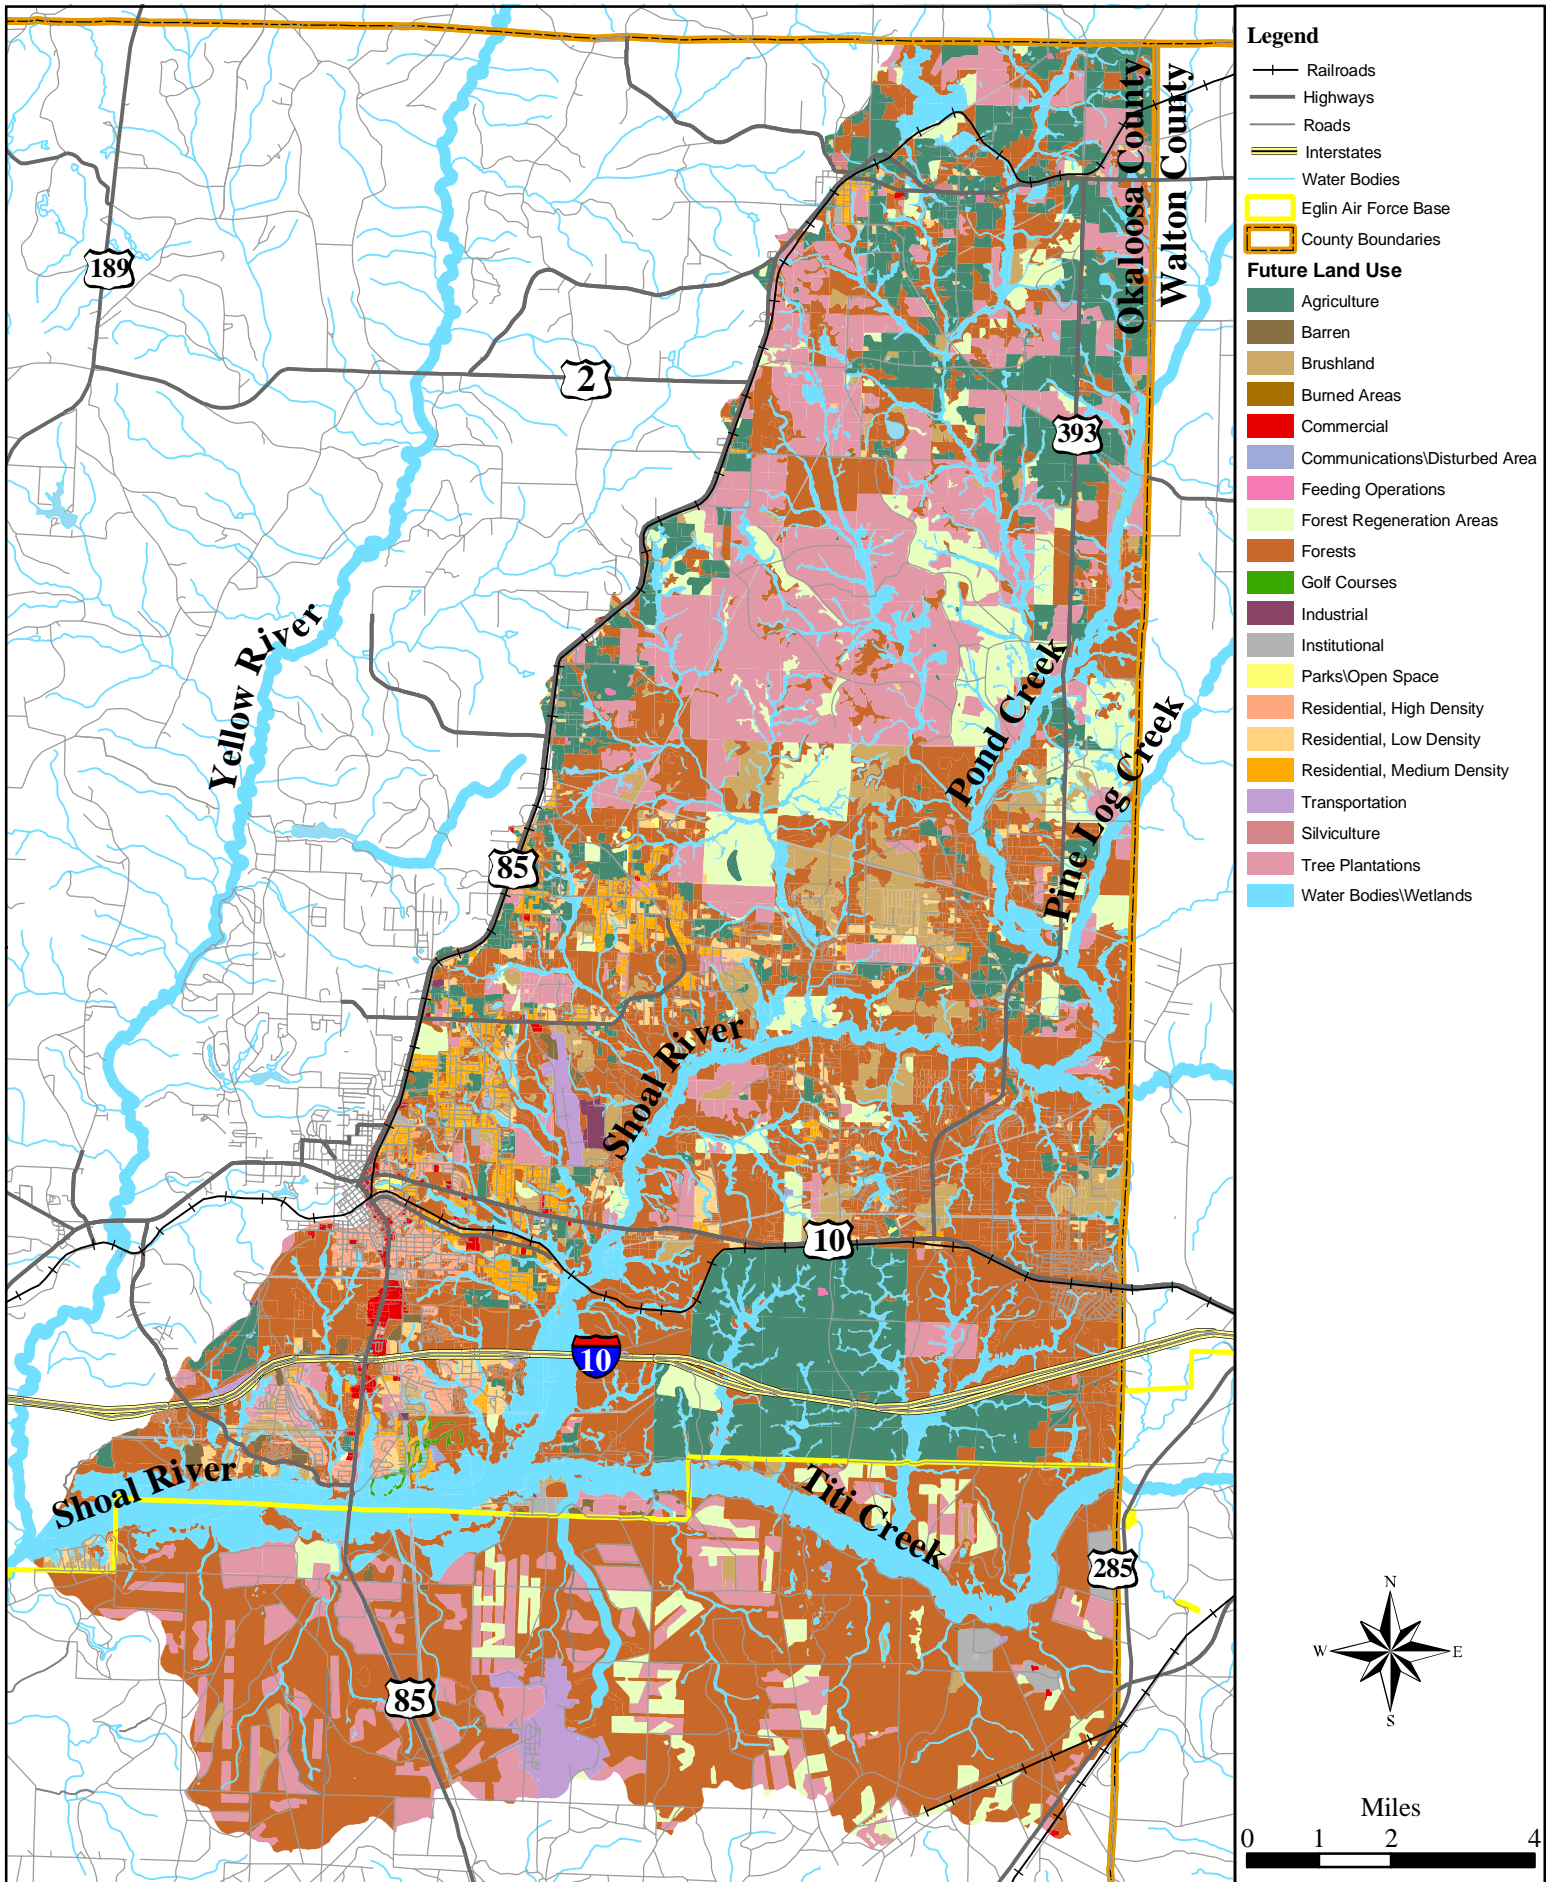 Legend
Railroads
Highways
Roads
Interstates
Water Bodies
Eglin Air Force Base
County Boundaries
Future Land Use
Agriculture
Barren
Brushland
Burned Areas
Commercial
Communications\Disturbed Area
Feeding Operations
Forest Regeneration Areas
Forests
Golf Courses
Industrial
Institutional
Parks\Open Space
Residential, High Density
Residential, Low Density
Residential, Medium Density
Transportation
Silviculture
Tree Plantations
Water Bodies\Wetlands
Okaloosa County
Walton County
189
2
393
Yellow River
Pond Creek
Pine Log Creek
85
Shoal River
10
10
Shoal River
Titi Creek
285
85
N
W
E
S
Miles
0 1 2 4